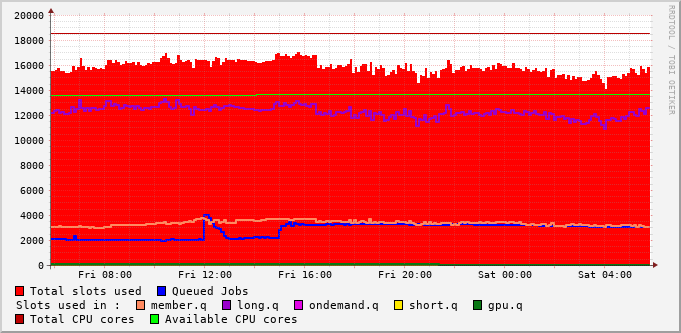 20000
18000
16000
14000
12000
10000
8000
6000
4000
2000
0
Fri 08:00 Fri 12:00 Fri 16:00 Fri 20:00 Sat 00:00 Sat 04:00
Total slots used Queued Jobs
Slots used in : member.q long.q ondemand.q short.q gpu.q
Total CPU cores Available CPU cores
RRDTOOL / TOBI OETIKER